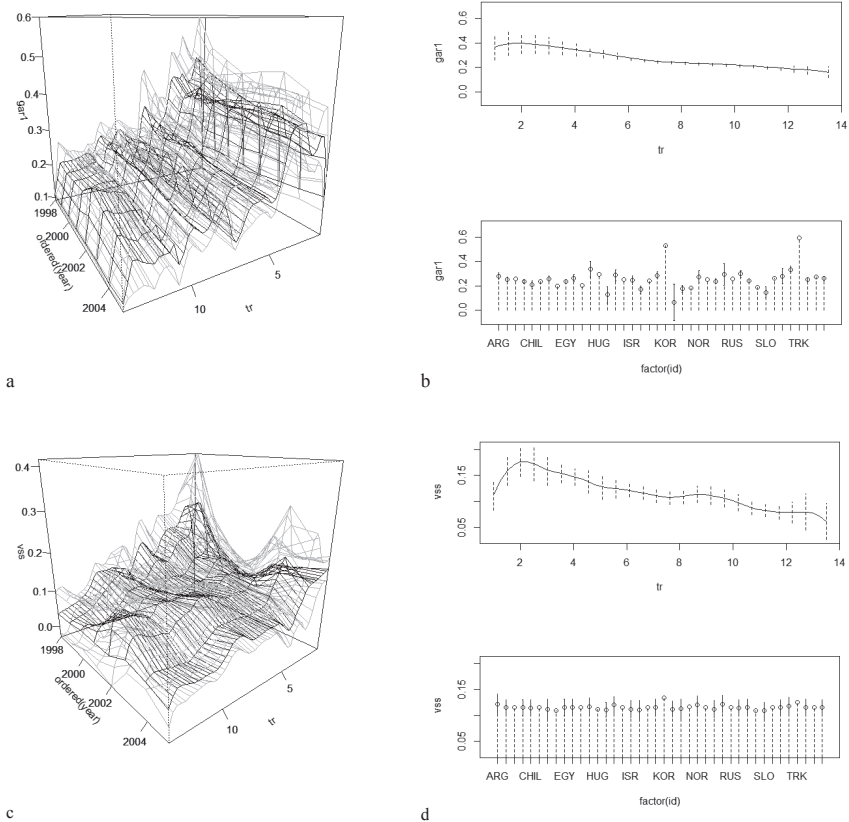 0.6
0.5
0.4
gar1
0.3
0.2
0.1
1998
2000
2002
2004
ordered(year)
10
5
tr
a
gar1
0.0 0.2 0.4 0.6
2 4 6 8 10 12 14
tr
gar1
0.0 0.2 0.4 0.6
ARG CHIL EGY HUG ISR KOR NOR RUS SLO TRK
factor(id)
b
0.4
0.3
vss
0.2
0.1
0.0
1998
2000
2002
2004
ordered(year)
10
5
tr
c
vss
0.05 0.15
2 4 6 8 10 12 14
tr
vss
0.05 0.15
ARG CHIL EGY HUG ISR KOR NOR RUS SLO TRK
factor(id)
d